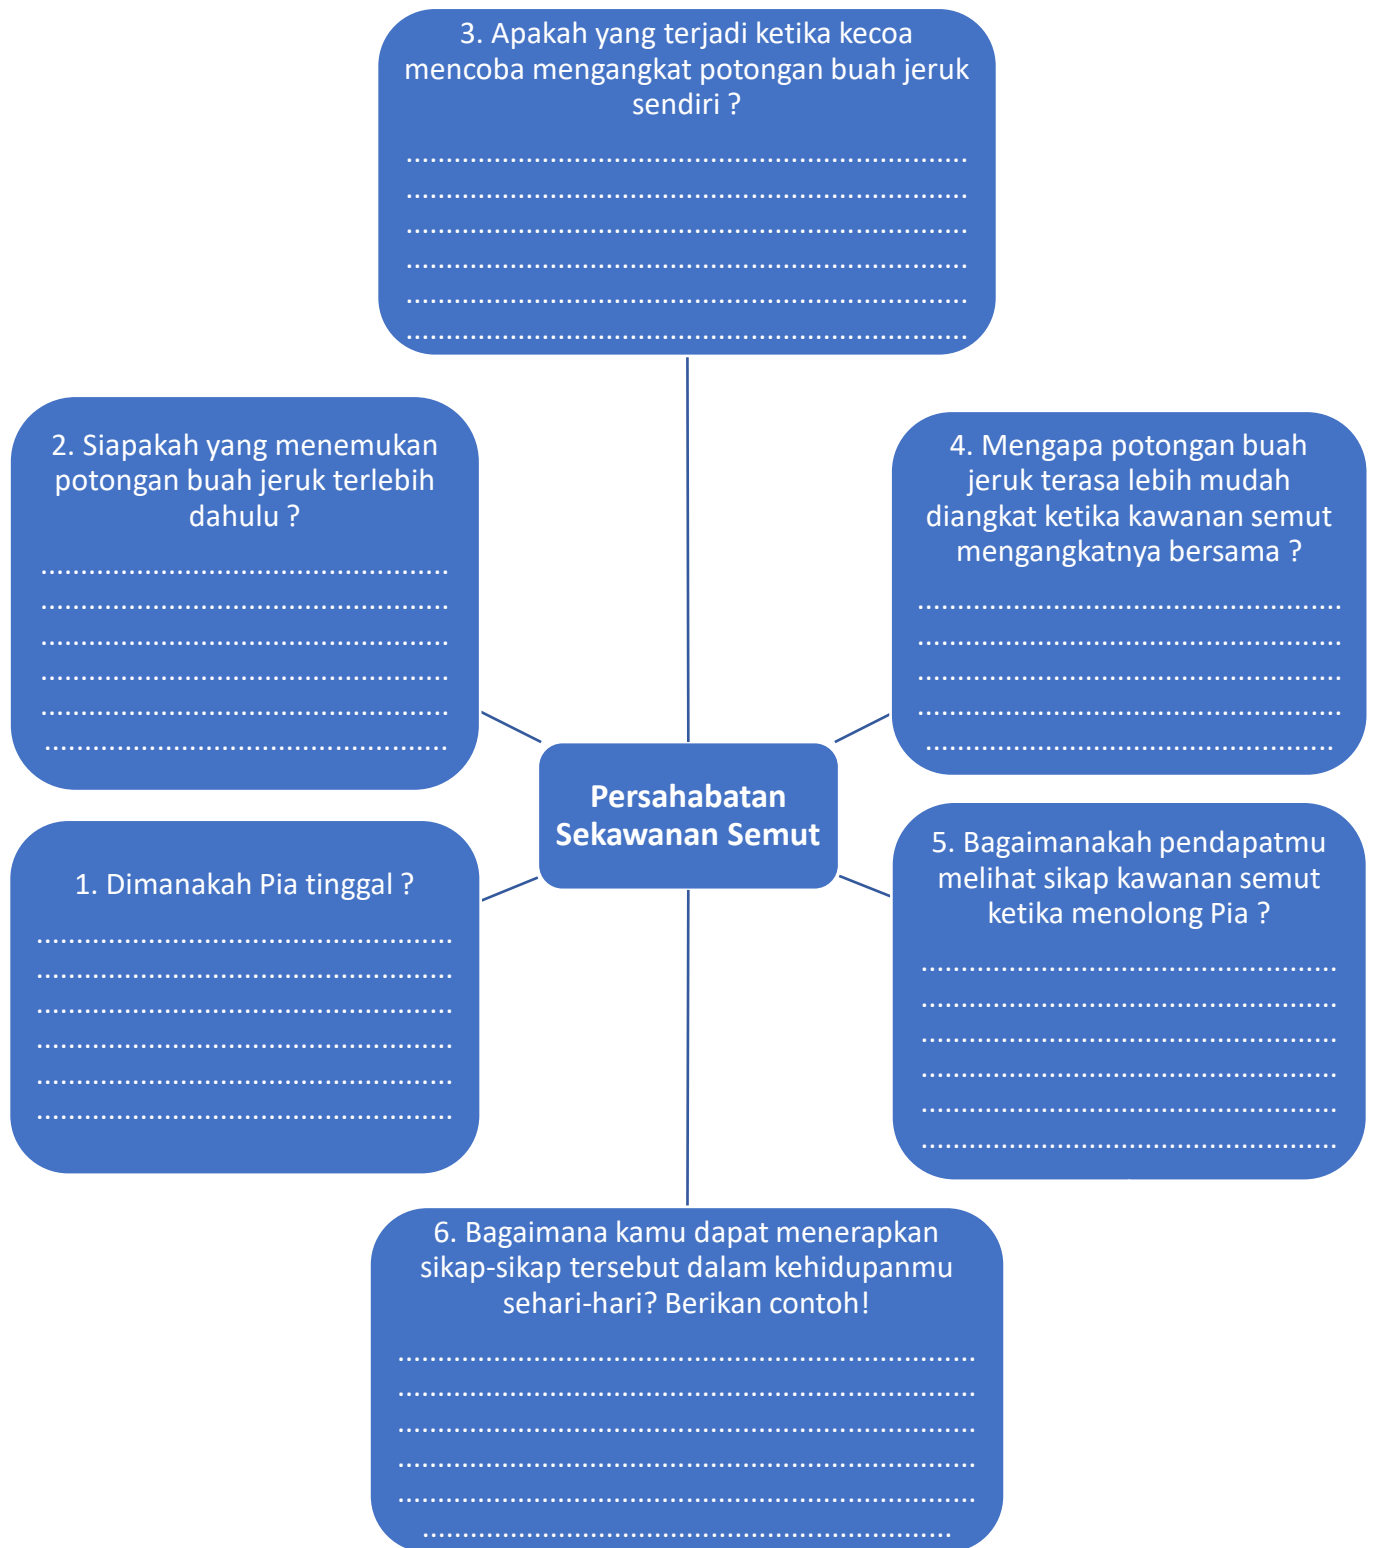 3. Apakah yang terjadi ketika kecoa
mencoba mengangkat potongan buah jeruk
sendiri ?
......................................................................
......................................................................
......................................................................
......................................................................
......................................................................
......................................................................
2. Siapakah yang menemukan
potongan buah jeruk terlebih
dahulu ?
...................................................
...................................................
...................................................
...................................................
...................................................
...................................................
4. Mengapa potongan buah
jeruk terasa lebih mudah
diangkat ketika kawanan semut
mengangkatnya bersama ?
.....................................................
.....................................................
.....................................................
.....................................................
...................................................
Persahabatan
Sekawanan Semut
1. Dimanakah Pia tinggal ?
....................................................
....................................................
....................................................
....................................................
....................................................
....................................................
5. Bagaimanakah pendapatmu
melihat sikap kawanan semut
ketika menolong Pia ?
....................................................
....................................................
....................................................
....................................................
....................................................
....................................................
6. Bagaimana kamu dapat menerapkan
sikap-sikap tersebut dalam kehidupanmu
sehari-hari? Berikan contoh!
........................................................................
........................................................................
........................................................................
........................................................................
........................................................................
..................................................................